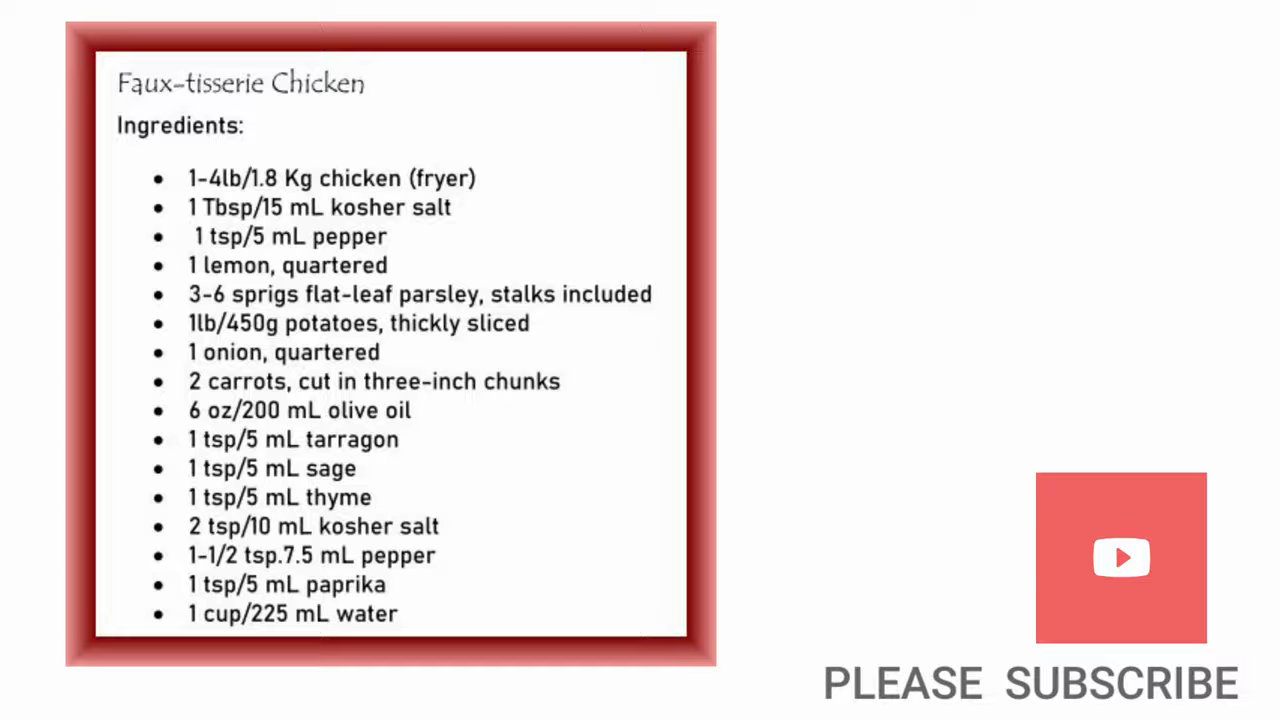 Faux-tisserie Chicken
Ingredients:
• 1-4lb/1.8 Kg chicken (fryer)
• 1 Tbsp/15 mL kosher salt
• 1 tsp/5 mL pepper
• 1 lemon, quartered
• 3-6 sprigs flat-leaf parsley, stalks included
• 1lb/450g potatoes, thickly sliced
• 1 onion, quartered
• 2 carrots, cut in three-inch chunks
• 6 oz/200 mL olive oil
• 1 tsp/5 mL tarragon
• 1 tsp/5 mL sage
• 1 tsp/5 mL thyme
• 2 tsp/10 mL kosher salt
• 1-1/2 tsp.7.5 mL pepper
• 1 tsp/5 mL paprika
• 1 cup/225 mL water
PLEASE SUBSCRIBE